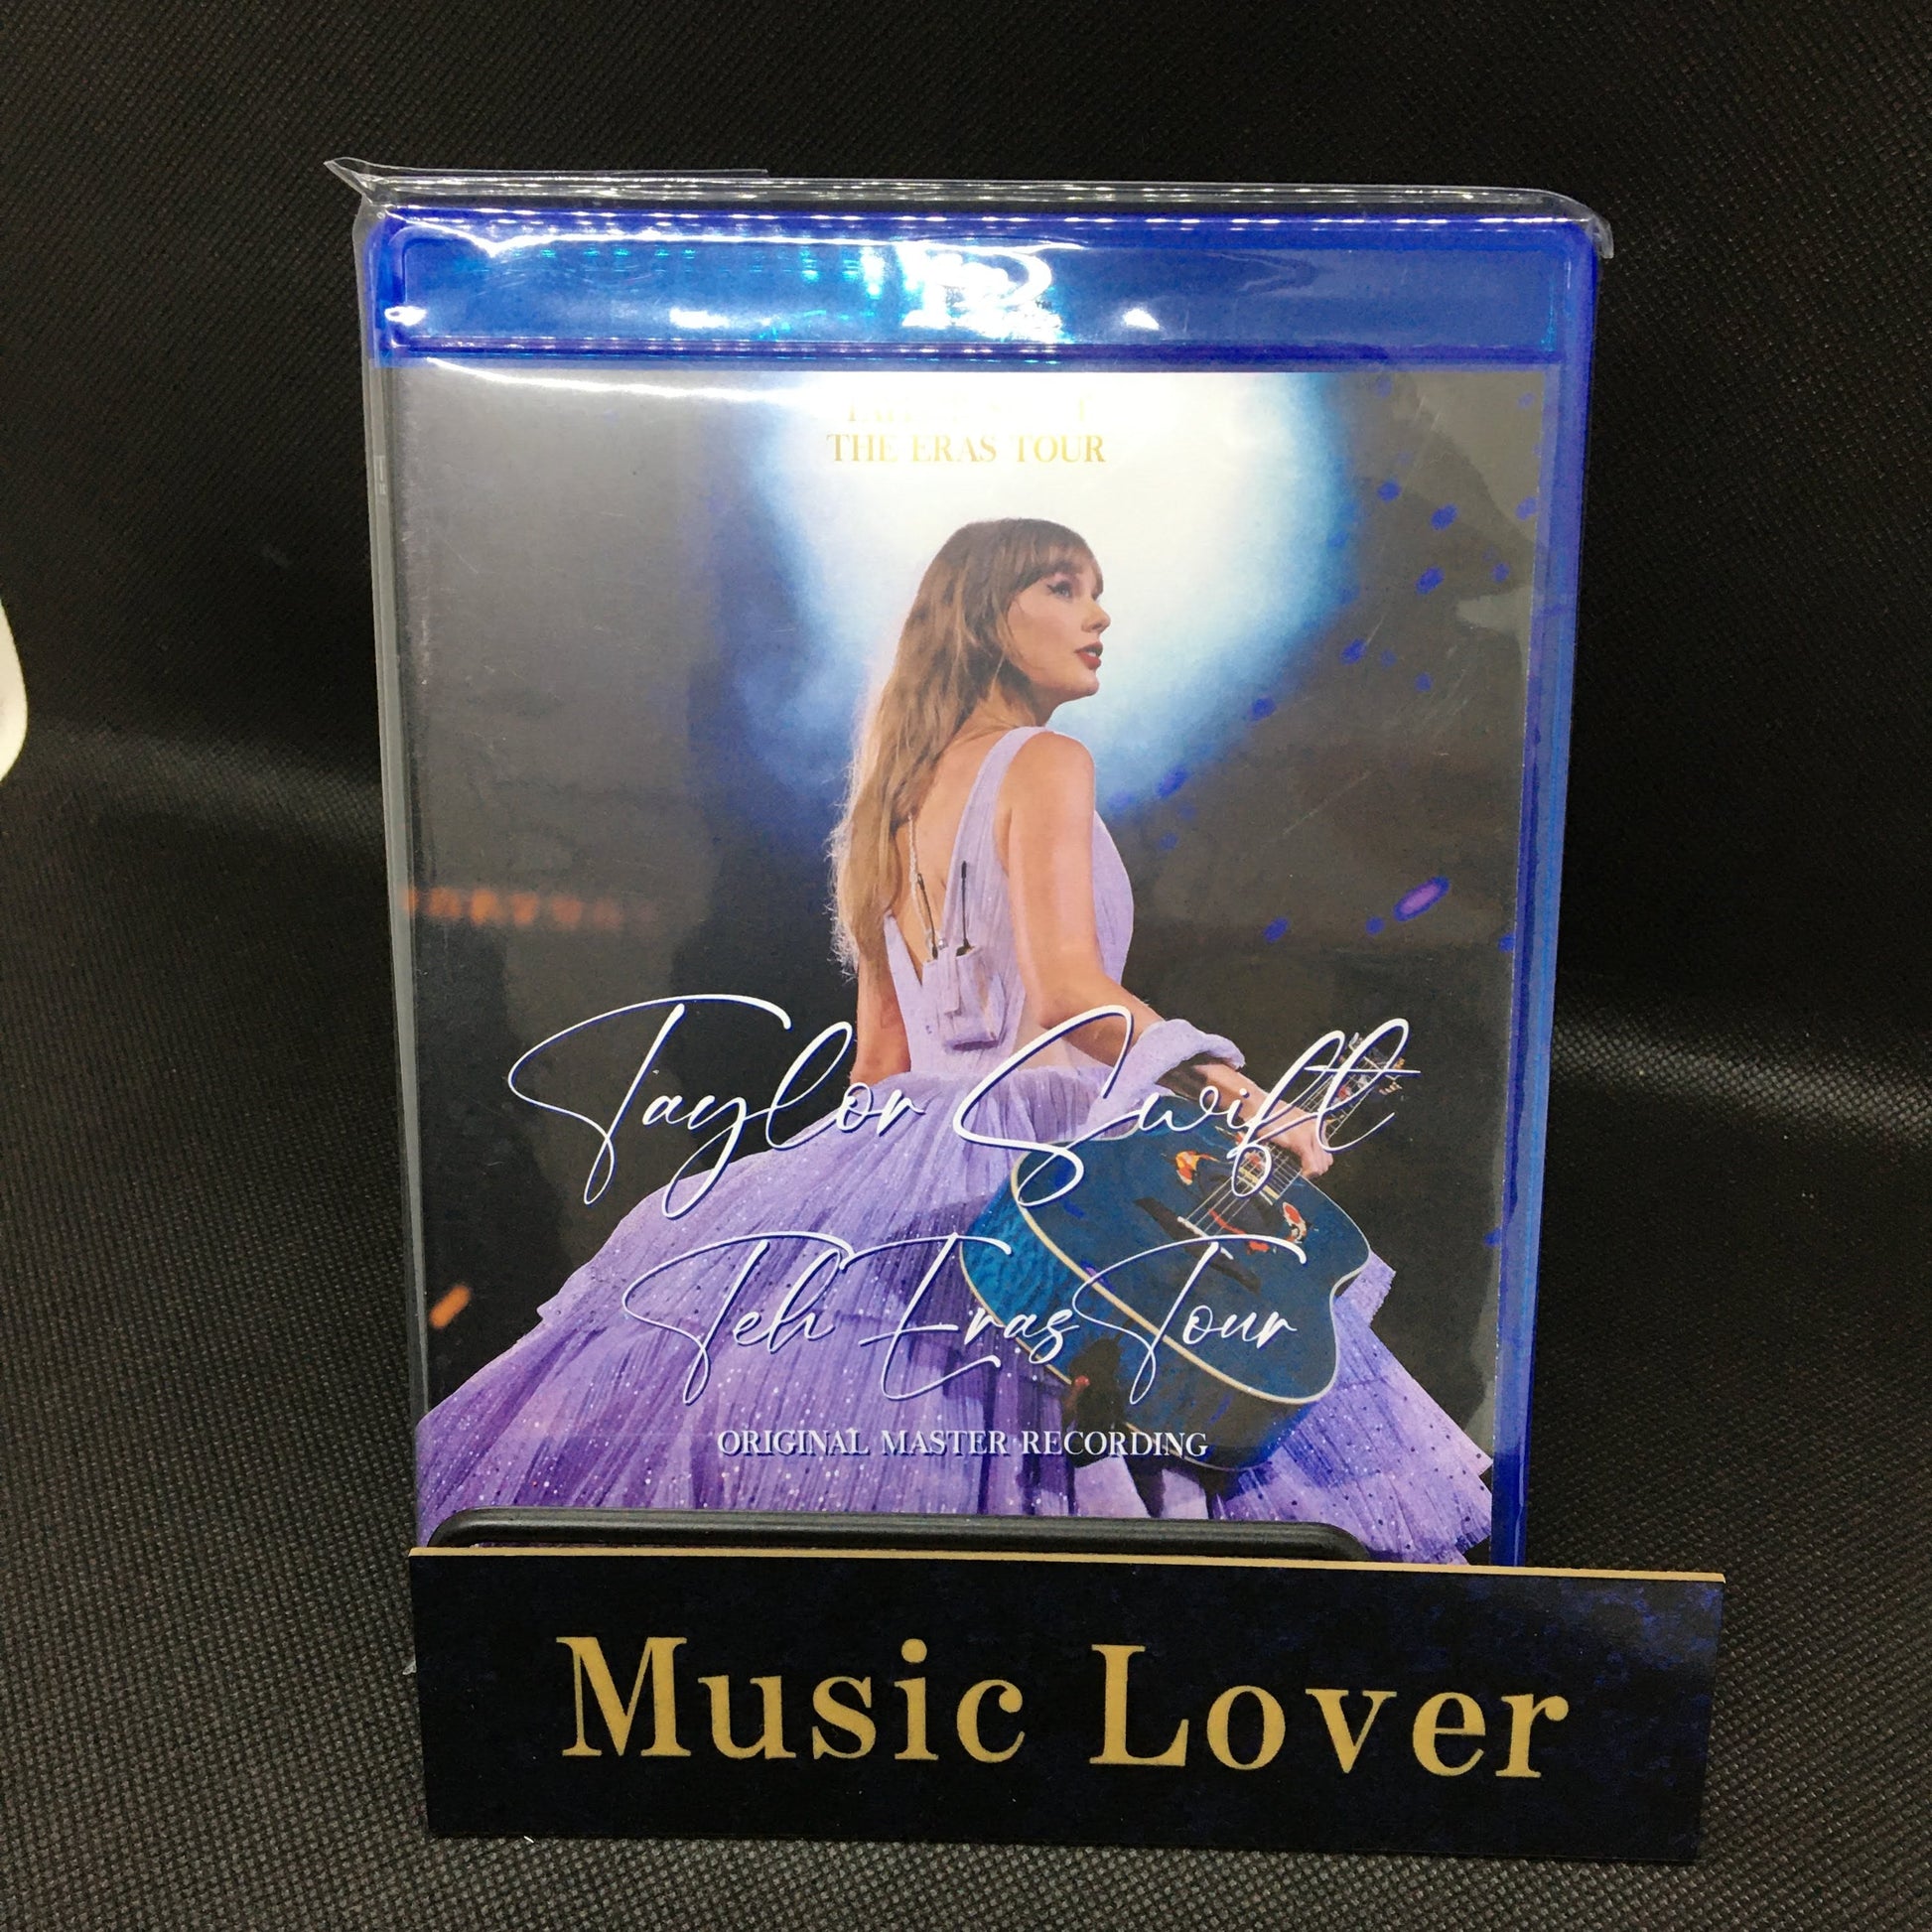 THE ERAS TOUR
Taylor Swift
Teh Eras Tour
ORIGINAL MASTER RECORDING
Music Lover